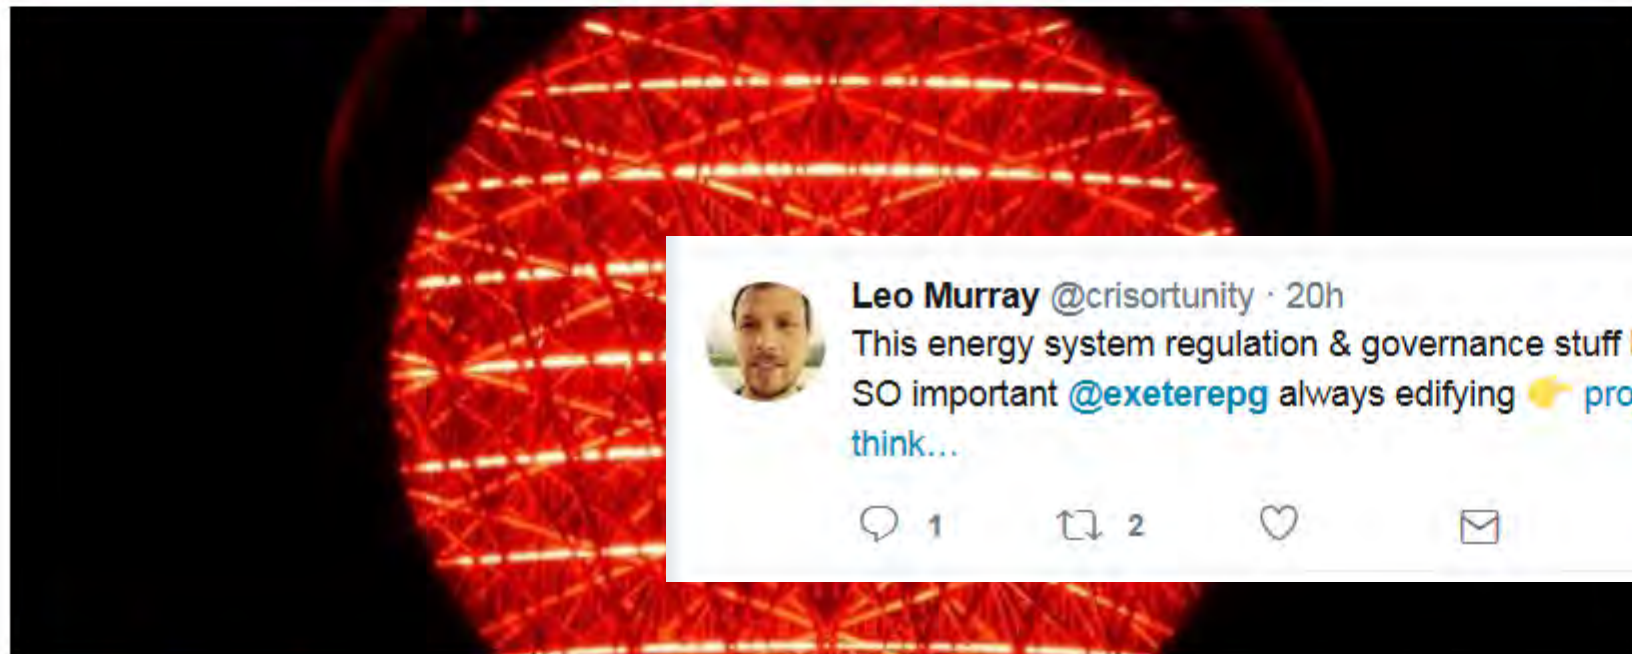 Leo Murray @crisortunity · 20h
This energy system regulation & governance stuff
SO important @exeterepg always edifying 👉
think...
1 2